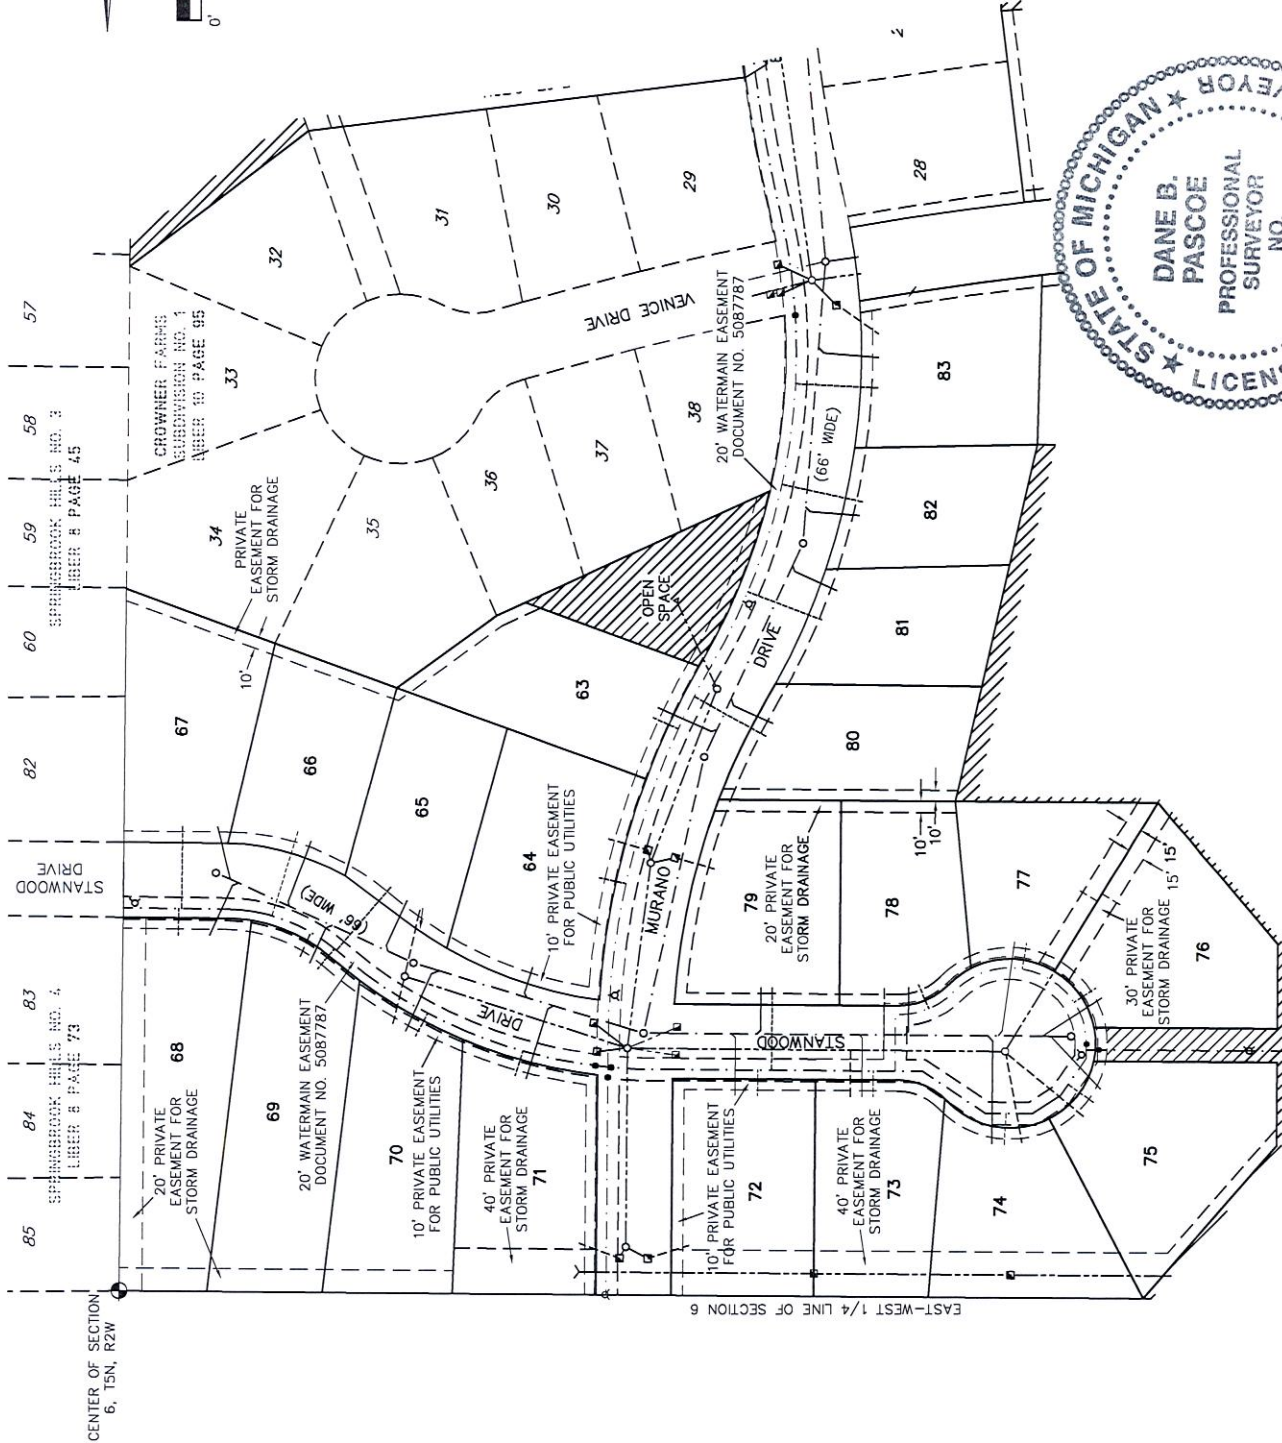 0'
57
58
59
60
82
83
84
85
SPRINGBROOK HILLS NO. 3
LIBER 8 PAGE 45
SPRINGBROOK HILLS NO. 4
LIBER 8 PAGE 73
STANWOOD
DRIVE
CENTER OF SECTION
6, T5N, R2W
CROWNER FARMS
SUBDIVISION NO. 1
LIBER 10 PAGE 95
32
31
30
29
28
33
34
35
36
37
38
VENICE DRIVE
PRIVATE
EASEMENT FOR
STORM DRAINAGE
10'
20' WATERMAIN EASEMENT
DOCUMENT NO. 5087787
(66' WIDE)
OPEN
SPACE
DRIVE
MURANO
67
66
65
64
63
10' PRIVATE EASEMENT
FOR PUBLIC UTILITIES
(66' WIDE)
DRIVE
68
20' PRIVATE
EASEMENT FOR
STORM DRAINAGE
69
20' WATERMAIN EASEMENT
DOCUMENT NO. 5087787
70
10' PRIVATE EASEMENT
FOR PUBLIC UTILITIES
71
40' PRIVATE
EASEMENT FOR
STORM DRAINAGE
83
82
81
80
79
20' PRIVATE
EASEMENT FOR
STORM DRAINAGE
10'
10'
78
77
15'
15'
76
30' PRIVATE
EASEMENT FOR
STORM DRAINAGE
STANWOOD
72
10' PRIVATE EASEMENT
FOR PUBLIC UTILITIES
73
40' PRIVATE
EASEMENT FOR
STORM DRAINAGE
74
75
EAST-WEST 1/4 LINE OF SECTION 6
★ STATE OF MICHIGAN ★
DANE B.
PASCOE
PROFESSIONAL
SURVEYOR
NO.
LICENS
VEYOR